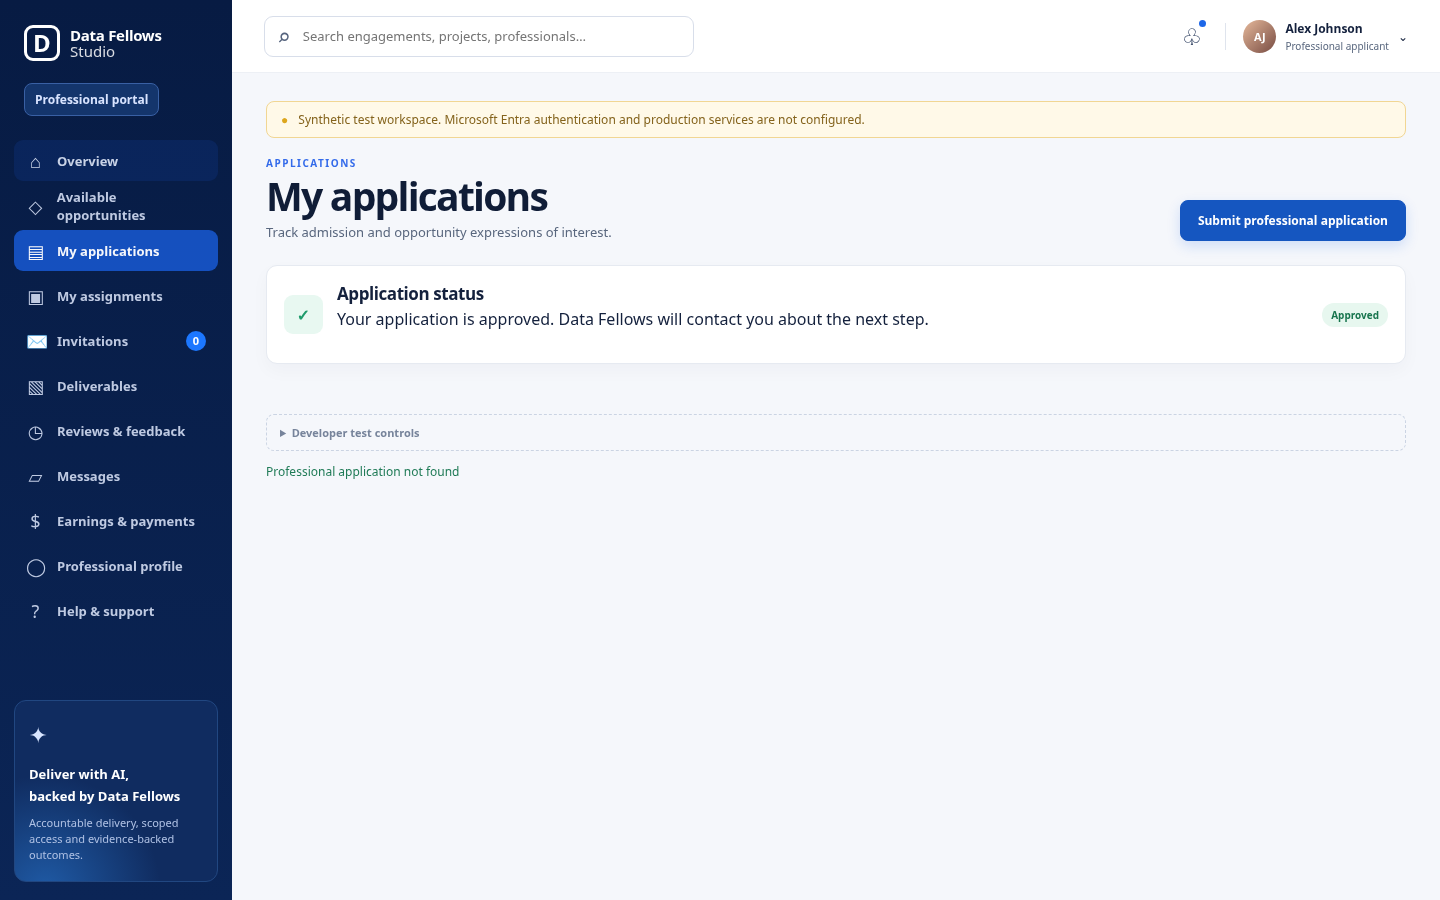 D
Data Fellows
Studio
Professional portal
Overview
Available
opportunities
My applications
My assignments
Invitations
0
Deliverables
Reviews & feedback
Messages
$
Earnings & payments
Professional profile
?
Help & support
Deliver with AI,
backed by Data Fellows
Accountable delivery, scoped
access and evidence-backed
outcomes.
Search engagements, projects, professionals...
AJ
Alex Johnson
Professional applicant
Synthetic test workspace. Microsoft Entra authentication and production services are not configured.
APPLICATIONS
My applications
Track admission and opportunity expressions of interest.
Submit professional application
Application status
Your application is approved. Data Fellows will contact you about the next step.
Approved
Developer test controls
Professional application not found